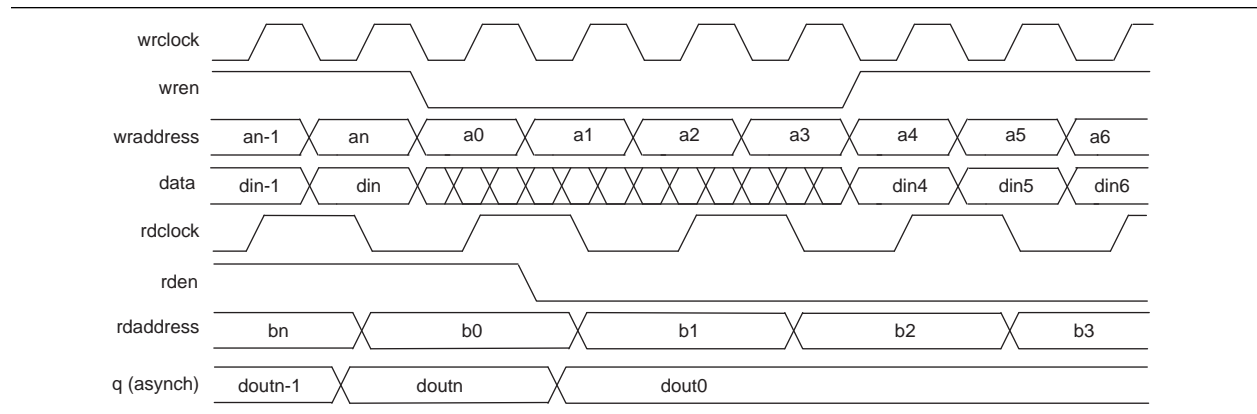 wrclock
wren
wraddress an-1 an a0 a1 a2 a3 a4 a5 a6
data din-1 din din4 din5 din6
rdclock
rden
rdaddress bn b0 b1 b2 b3
q (asynch) doutn-1 doutn dout0